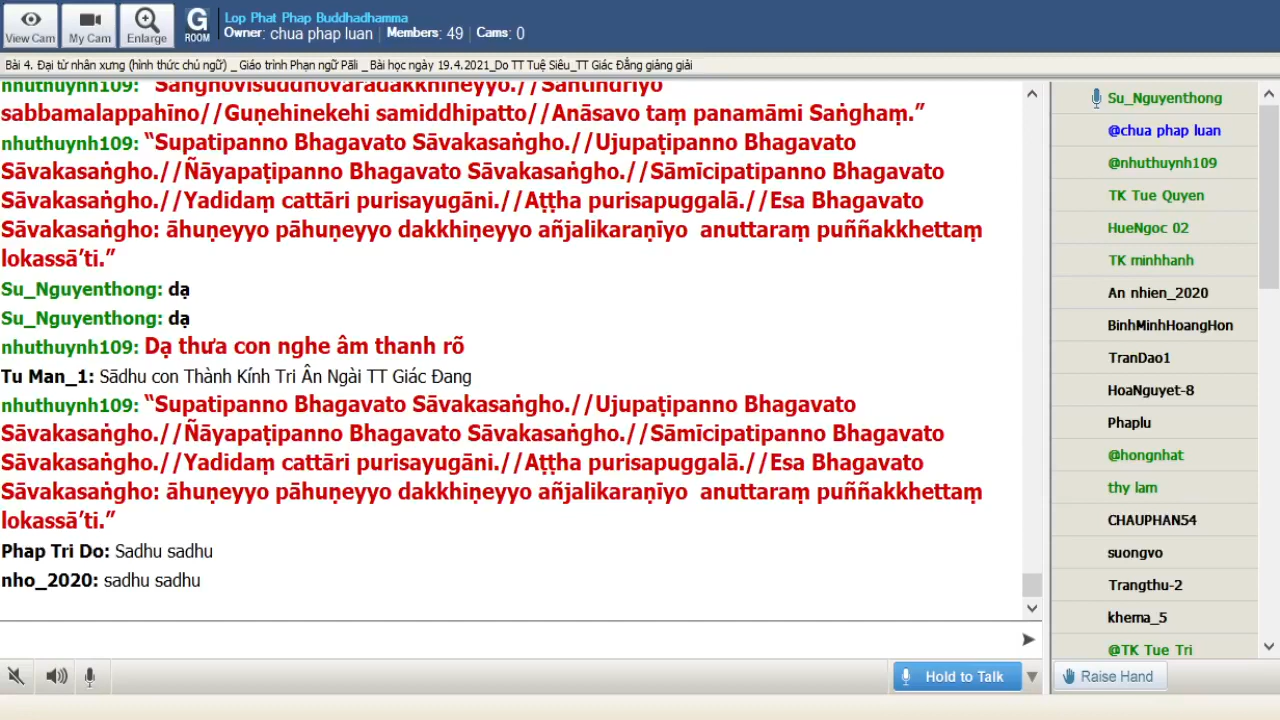 View Cam
My Cam
Enlarge
G
ROOM
Lop Phat Phap Buddhadhamma
Owner: chua phap luan | Members: 49 | Cams: 0
Bài 4. Đại từ nhân xưng (hình thức chủ ngữ) _ Giáo trình Phạn ngữ Pāli _ Bài học ngày 19.4.2021_Do TT Tuệ Siêu_TT Giác Đẳng giảng giải
nhuthuynh109: “Saṅghovisuddhovaradakkhiṇeyyo.//Santindriyo
sabbamalappahīno//Guṇehinekehi samiddhipatto//Anāsavo taṃ panamāmi Saṅghaṃ.”
nhuthuynh109: “Supatipanno Bhagavato Sāvakasaṅgho.//Ujupaṭipanno Bhagavato
Sāvakasaṅgho.//Ñāyapaṭipanno Bhagavato Sāvakasaṅgho.//Sāmīcipatipanno Bhagavato
Sāvakasaṅgho.//Yadidaṃ cattāri purisayugāni.//Aṭṭha purisapuggalā.//Esa Bhagavato
Sāvakasaṅgho: āhuṇeyyo pāhuṇeyyo dakkhiṇeyyo añjalikaraṇīyo anuttaraṃ puññakkhettaṃ
lokassā’ti.”
Su_Nguyenthong: dạ
Su_Nguyenthong: dạ
nhuthuynh109: Dạ thưa con nghe âm thanh rõ
Tu Man_1: Sādhu con Thành Kính Tri Ân Ngài TT Giác Đang
nhuthuynh109: “Supatipanno Bhagavato Sāvakasaṅgho.//Ujupaṭipanno Bhagavato
Sāvakasaṅgho.//Ñāyapaṭipanno Bhagavato Sāvakasaṅgho.//Sāmīcipatipanno Bhagavato
Sāvakasaṅgho.//Yadidaṃ cattāri purisayugāni.//Aṭṭha purisapuggalā.//Esa Bhagavato
Sāvakasaṅgho: āhuṇeyyo pāhuṇeyyo dakkhiṇeyyo añjalikaraṇīyo anuttaraṃ puññakkhettaṃ
lokassā’ti.”
Phap Tri Do: Sadhu sadhu
nho_2020: sadhu sadhu
Hold to Talk
Su_Nguyenthong
@chua phap luan
@nhuthuynh109
TK Tue Quyen
HueNgoc 02
TK minhhanh
An nhien_2020
BinhMinhHoangHon
TranDao1
HoaNguyet-8
Phaplu
@hongnhat
thy lam
CHAUPHAN54
suongvo
Trangthu-2
khema_5
@TK Tue Tri
Raise Hand